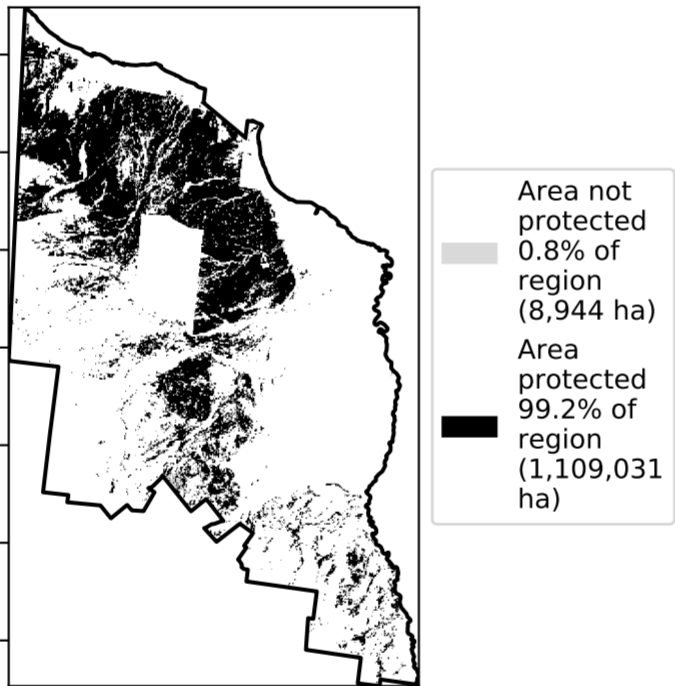 Area not
protected
0.8% of
region
(8,944 ha)
Area
protected
99.2% of
region
(1,109,031
ha)